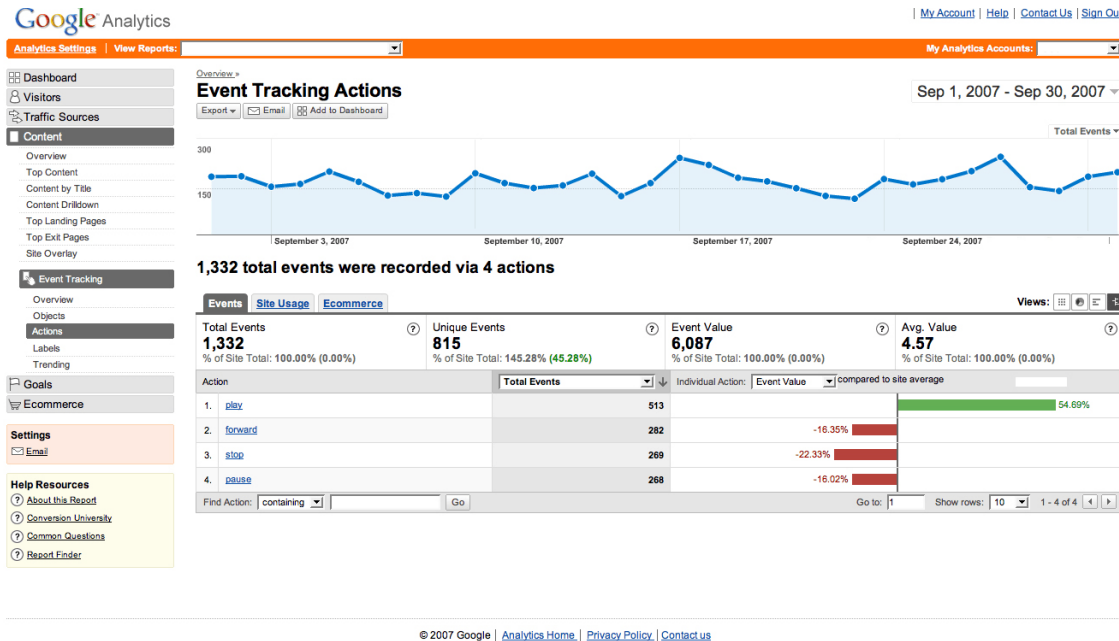 Google Analytics
| My Account | Help | Contact Us | Sign Ou
Analytics Settings | View Reports:
My Analytics Accounts:
Dashboard
Visitors
Traffic Sources
Content
Overview
Top Content
Content by Title
Content Drilldown
Top Landing Pages
Top Exit Pages
Site Overlay
Event Tracking
Overview
Objects
Actions
Labels
Trending
Goals
Ecommerce
Settings
Email
Help Resources
? About this Report
? Conversion University
? Common Questions
? Report Finder
Overview »
Event Tracking Actions
Sep 1, 2007 - Sep 30, 2007
Export Email Add to Dashboard
Total Events
300
150
September 3, 2007 September 10, 2007 September 17, 2007 September 24, 2007
1,332 total events were recorded via 4 actions
Events Site Usage Ecommerce
Views:
Total Events ? Unique Events ? Event Value ? Avg. Value ?
1,332 815 6,087 4.57
% of Site Total: 100.00% (0.00%) % of Site Total: 145.28% (45.28%) % of Site Total: 100.00% (0.00%) % of Site Total: 100.00% (0.00%)
Action Total Events Individual Action: Event Value compared to site average
1. play 513 54.69%
2. forward 282 -16.35%
3. stop 269 -22.33%
4. pause 268 -16.02%
Find Action: containing Go Go to: 1 Show rows: 10 1 - 4 of 4
© 2007 Google | Analytics Home | Privacy Policy | Contact us